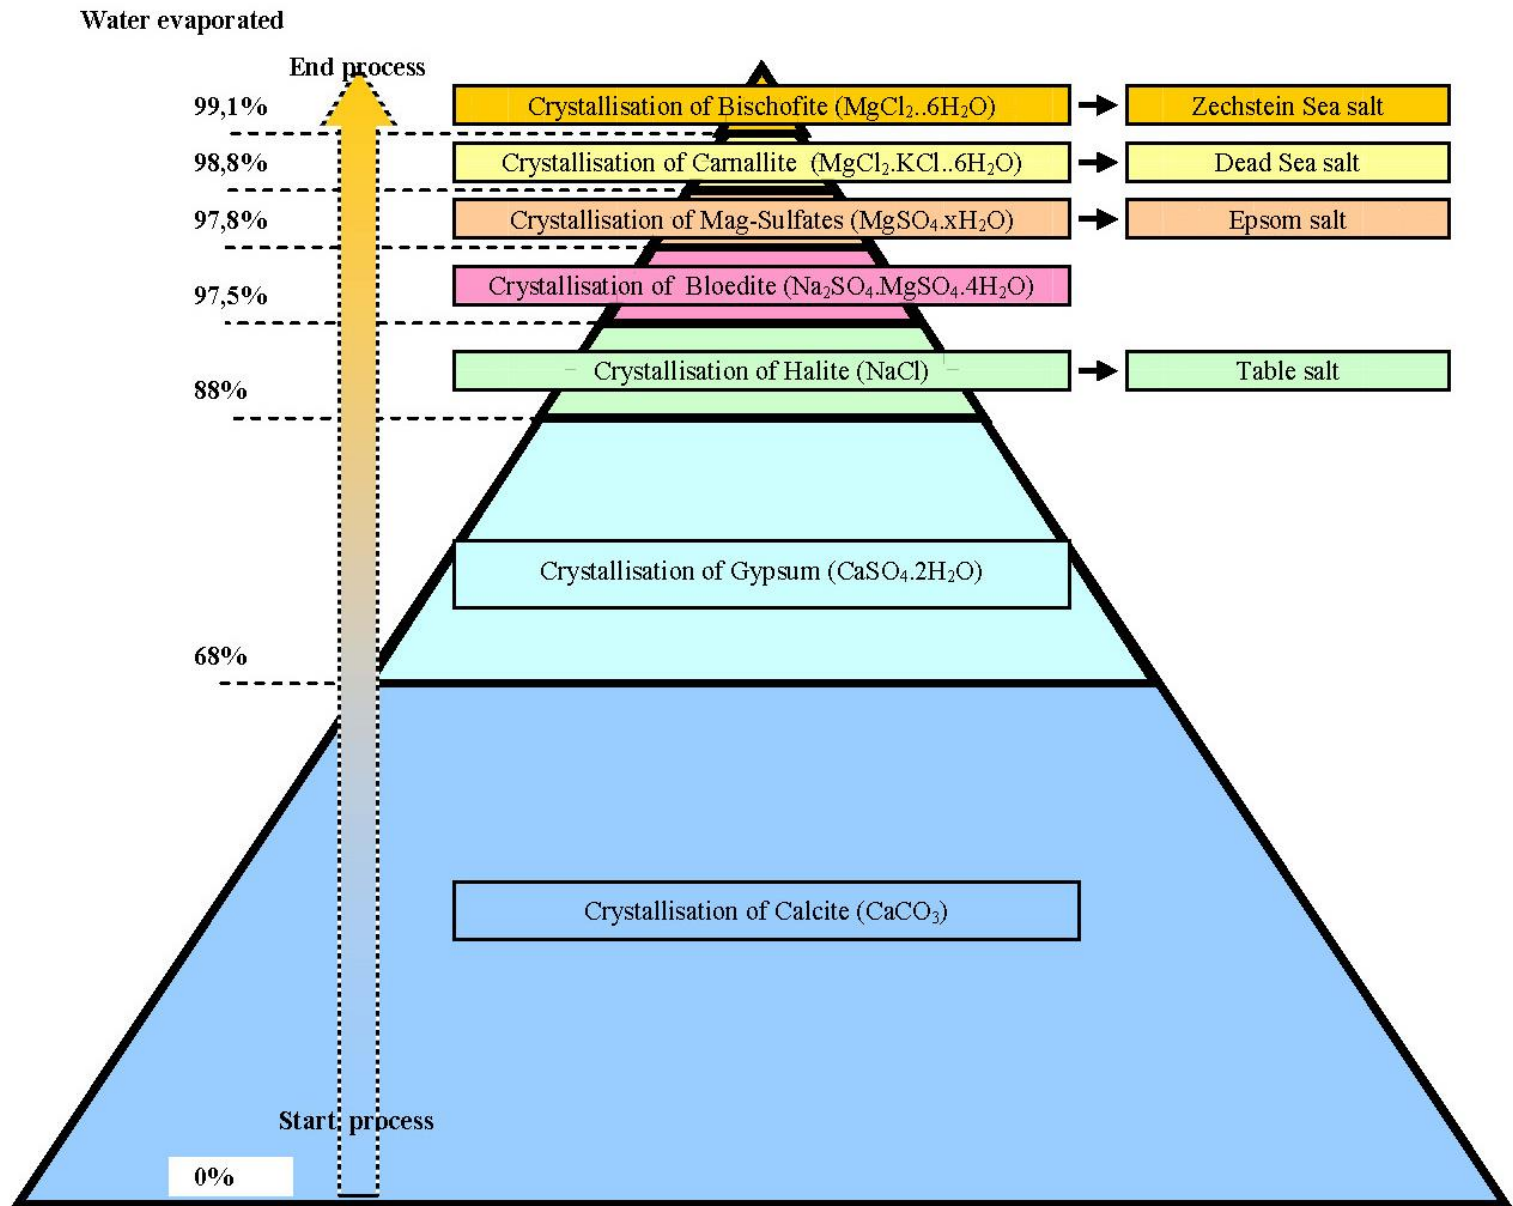 Water evaporated
End process
99,1%
Crystallisation of Bischofite (MgCl₂..6H₂O)
Zechstein Sea salt
98,8%
Crystallisation of Carnallite (MgCl₂.KCl..6H₂O)
Dead Sea salt
97,8%
Crystallisation of Mag-Sulfates (MgSO₄.xH₂O)
Epsom salt
97,5%
Crystallisation of Bloedite (Na₂SO₄.MgSO₄.4H₂O)
88%
Crystallisation of Halite (NaCl)
Table salt
Crystallisation of Gypsum (CaSO₄.2H₂O)
68%
Crystallisation of Calcite (CaCO₃)
Start process
0%